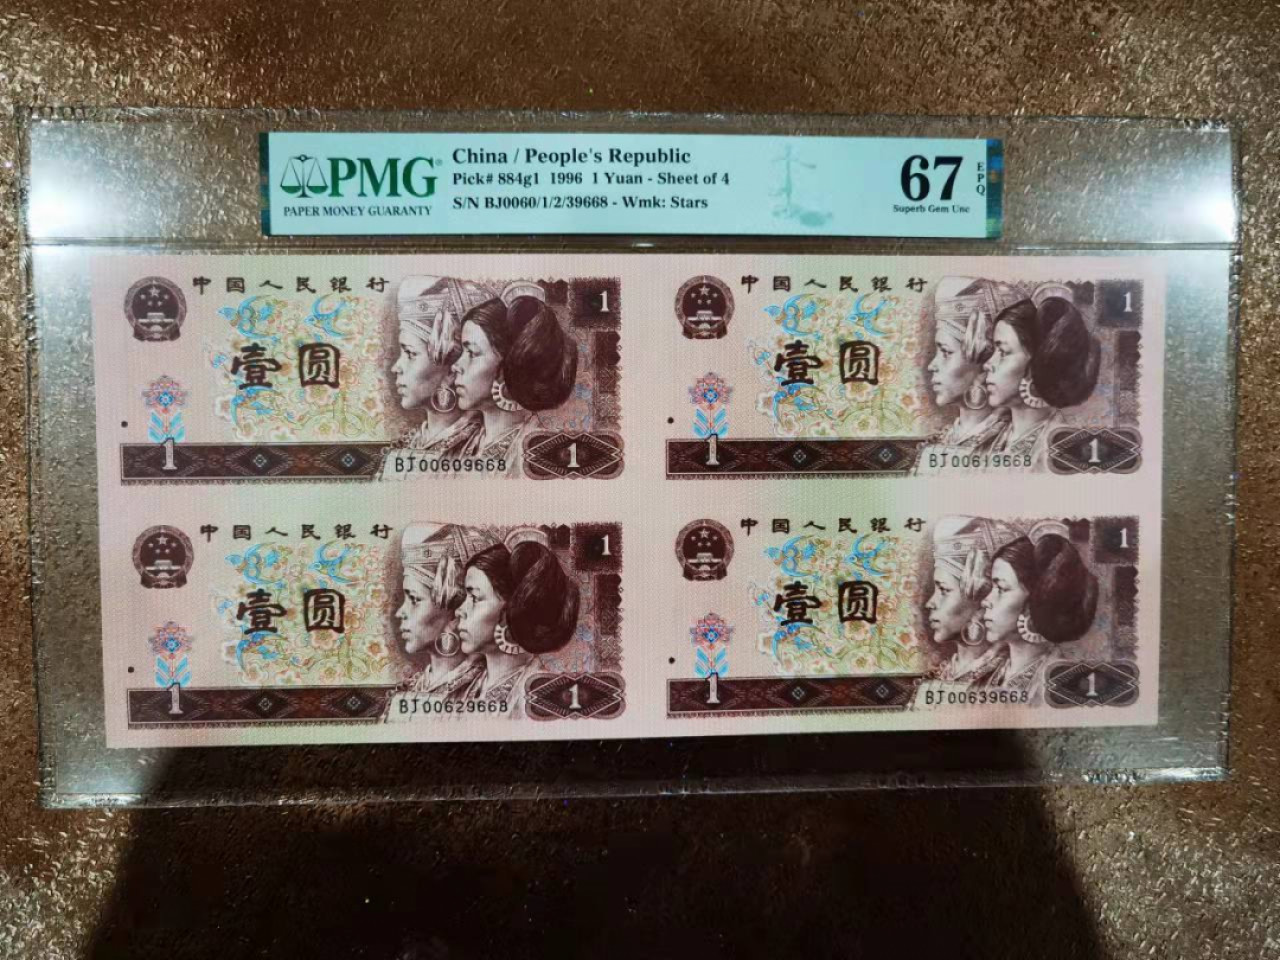 PMG
PAPER MONEY GUARANTY
China / People's Republic
Pick# 884g1 1996 1 Yuan - Sheet of 4
S/N BJ0060/1/2/39668 - Wmk: Stars
67
Superb Gem Unc
EPQ
中国人民银行
1
壹圆
1
BJ00609668
1
中国人民银行
1
壹圆
1
BJ00619668
1
中国人民银行
1
壹圆
1
BJ00629668
1
中国人民银行
1
壹圆
1
BJ00639668
1